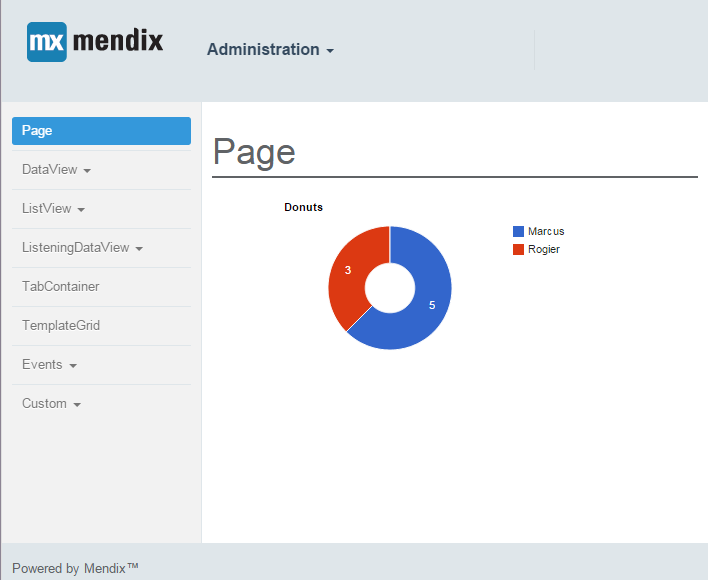 mx mendix
Administration
Page
DataView
ListView
ListeningDataView
TabContainer
TemplateGrid
Events
Custom
Page
Donuts
Marcus
Rogier
3
5
Powered by Mendix™